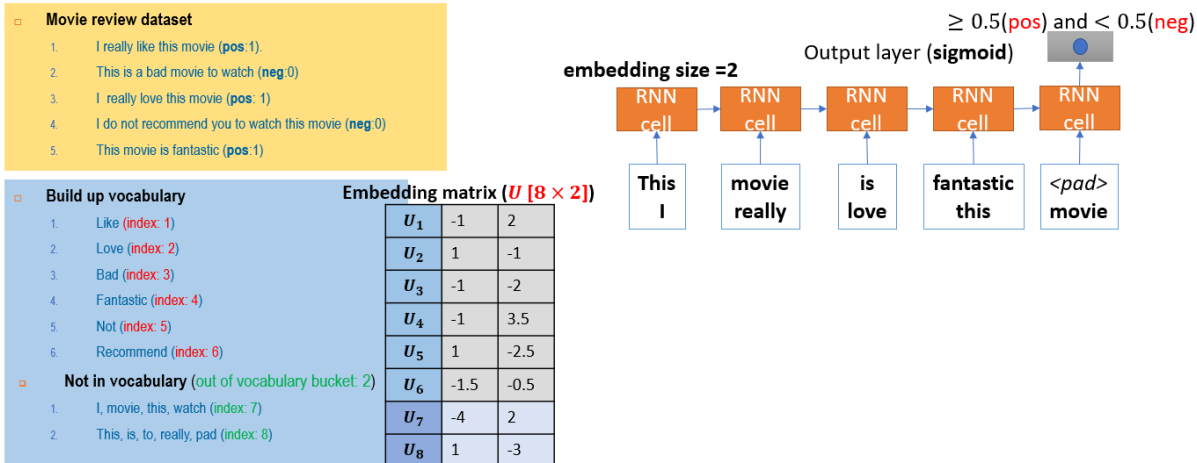 Movie review dataset
1. I really like this movie (pos:1).
2. This is a bad movie to watch (neg:0)
3. I really love this movie (pos: 1)
4. I do not recommend you to watch this movie (neg:0)
5. This movie is fantastic (pos:1)
Build up vocabulary
1. Like (index: 1)
2. Love (index: 2)
3. Bad (index: 3)
4. Fantastic (index: 4)
5. Not (index: 5)
6. Recommend (index: 6)
Not in vocabulary (out of vocabulary bucket: 2)
1. I, movie, this, watch (index: 7)
2. This, is, to, really, pad (index: 8)
Embedding matrix (U [8 × 2])
U1 -1 2
U2 1 -1
U3 -1 -2
U4 -1 3.5
U5 1 -2.5
U6 -1.5 -0.5
U7 -4 2
U8 1 -3
≥ 0.5(pos) and < 0.5(neg)
Output layer (sigmoid)
embedding size =2
RNN cell RNN cell RNN cell RNN cell RNN cell
This movie is fantastic <pad>
I really love this movie